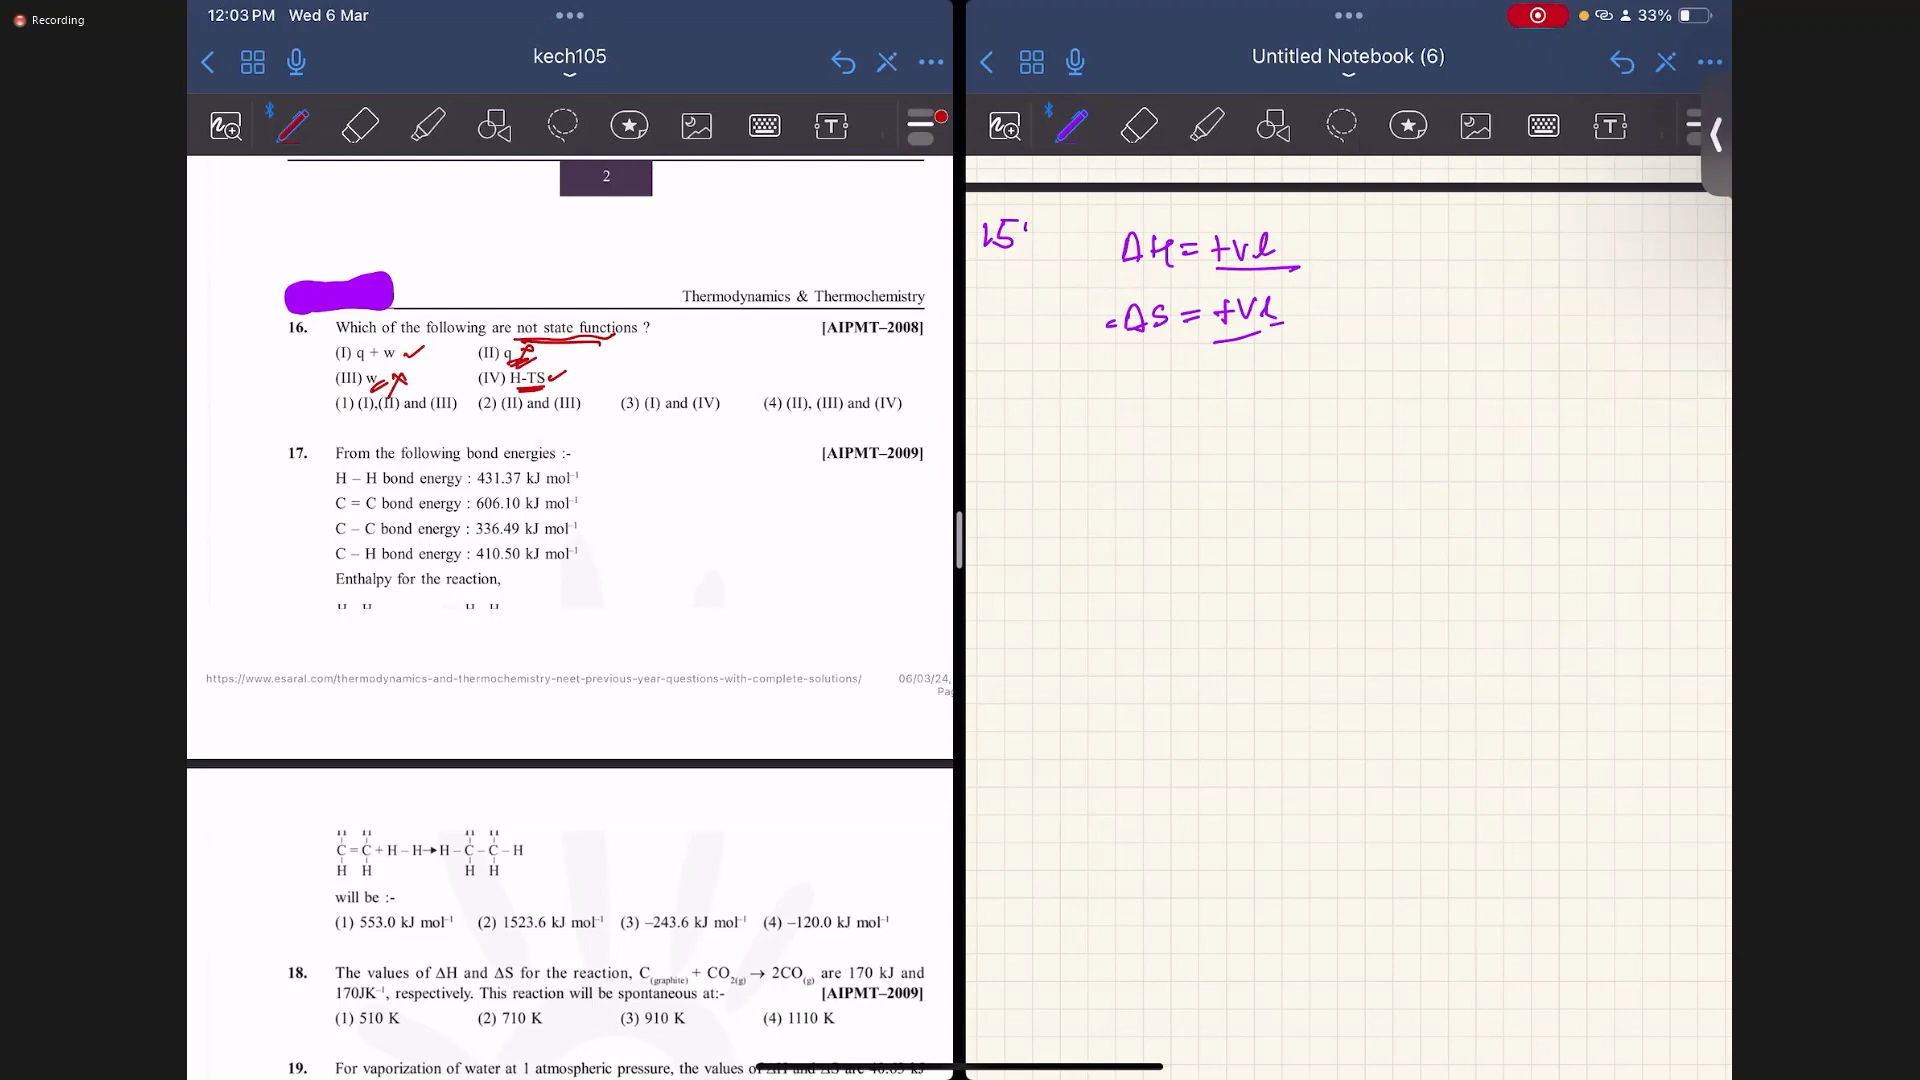 Recording
12:03 PM Wed 6 Mar
33%
kech105
Untitled Notebook (6)
2
Thermodynamics & Thermochemistry
16. Which of the following are not state functions ? [AIPMT–2008]
(I) q + w (II) q
(III) w (IV) H-TS
(1) (I),(II) and (III) (2) (II) and (III) (3) (I) and (IV) (4) (II), (III) and (IV)
17. From the following bond energies :- [AIPMT–2009]
H – H bond energy : 431.37 kJ mol⁻¹
C = C bond energy : 606.10 kJ mol⁻¹
C – C bond energy : 336.49 kJ mol⁻¹
C – H bond energy : 410.50 kJ mol⁻¹
Enthalpy for the reaction,
H H H H
https://www.esaral.com/thermodynamics-and-thermochemistry-neet-previous-year-questions-with-complete-solutions/ 06/03/24,
H H H H
C = C + H – H → H – C – C – H
H H H H
will be :-
(1) 553.0 kJ mol⁻¹ (2) 1523.6 kJ mol⁻¹ (3) –243.6 kJ mol⁻¹ (4) –120.0 kJ mol⁻¹
18. The values of ΔH and ΔS for the reaction, C(graphite) + CO2(g) → 2CO(g) are 170 kJ and
170JK⁻¹, respectively. This reaction will be spontaneous at:- [AIPMT–2009]
(1) 510 K (2) 710 K (3) 910 K (4) 1110 K
19. For vaporization of water at 1 atmospheric pressure, the values of ΔH and ΔS are 40.63 kJ
15'
ΔH = +ve
ΔS = +ve